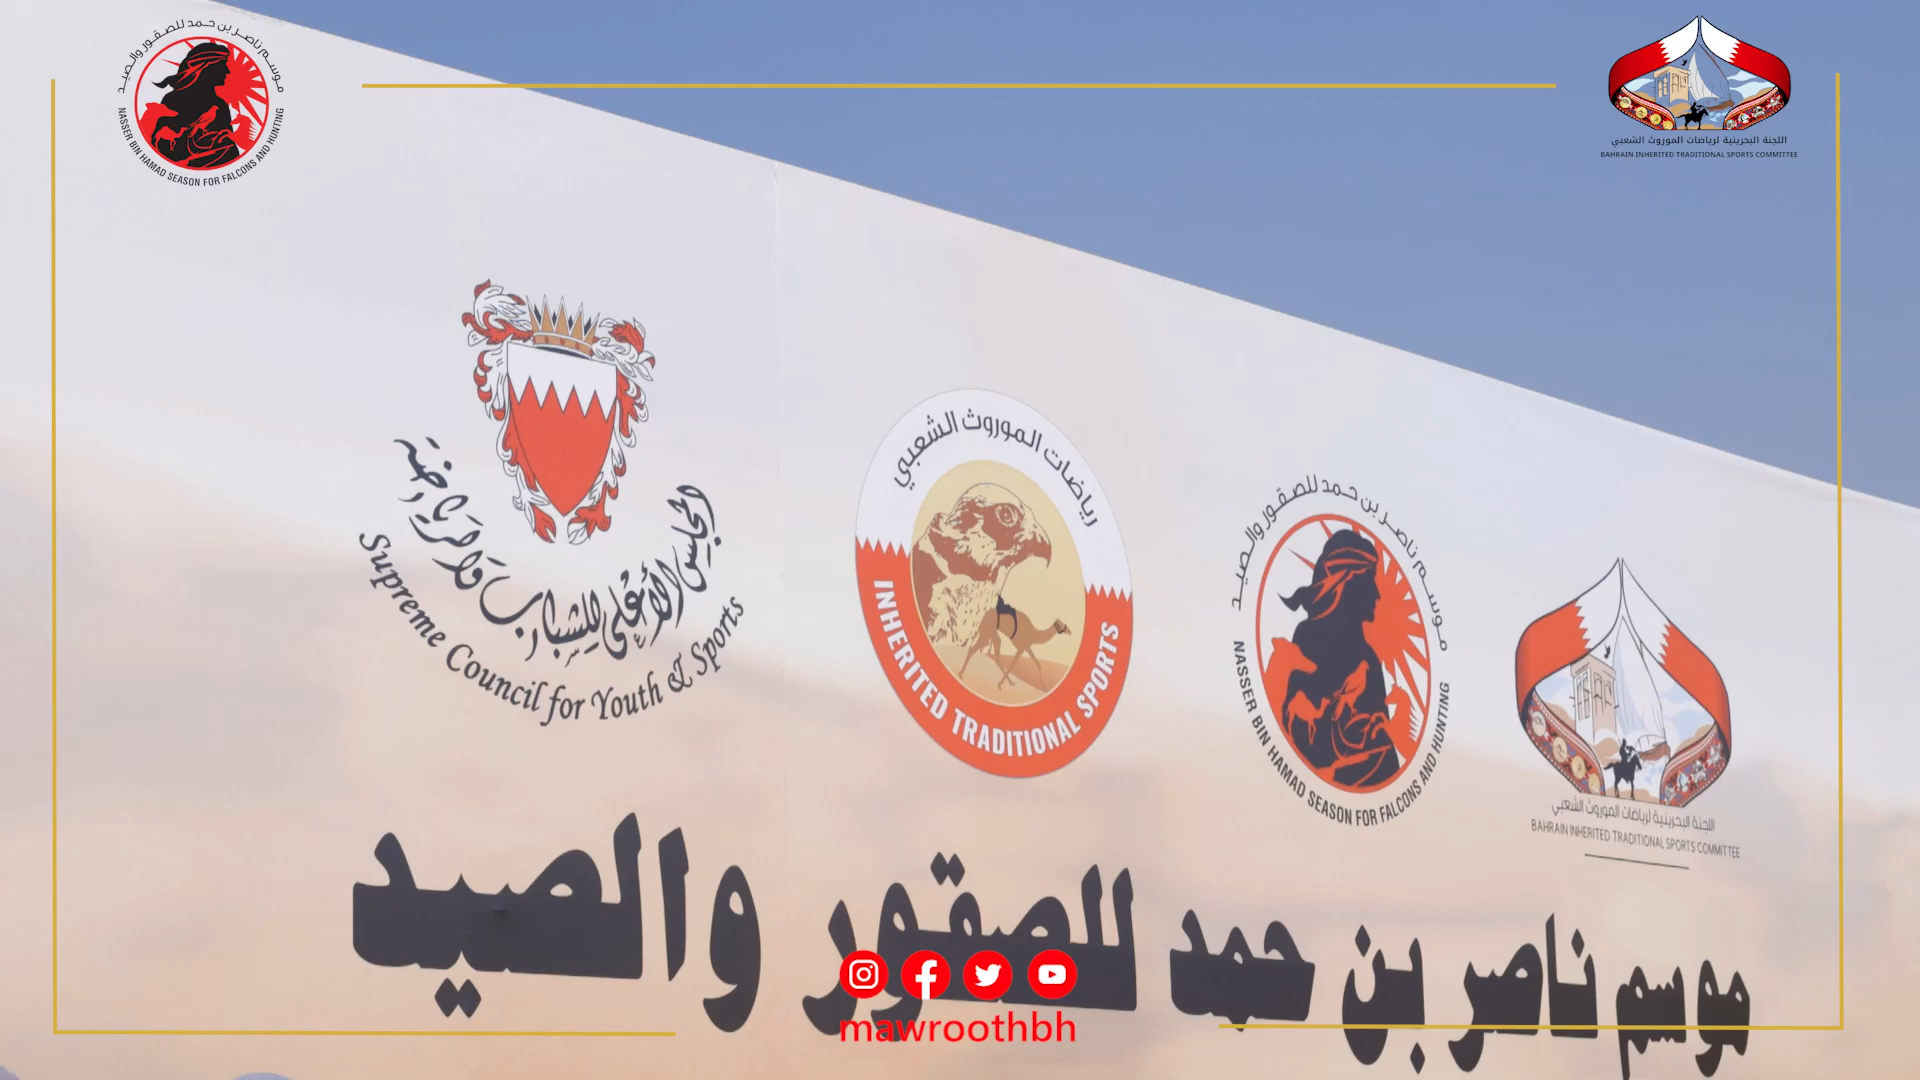 موسم ناصر بن حمد للصقور والصيد
NASSER BIN HAMAD SEASON FOR FALCONS AND HUNTING
اللجنة البحرينية لرياضات الموروث الشعبي
BAHRAIN INHERITED TRADITIONAL SPORTS COMMITTEE
المجلس الأعلى للشباب والرياضة
Supreme Council for Youth & Sports
رياضات الموروث الشعبي
INHERITED TRADITIONAL SPORTS
موسم ناصر بن حمد للصقور والصيد
NASSER BIN HAMAD SEASON FOR FALCONS AND HUNTING
اللجنة البحرينية لرياضات الموروث الشعبي
BAHRAIN INHERITED TRADITIONAL SPORTS COMMITTEE
موسم ناصر بن حمد للصقور والصيد
mawroothbh